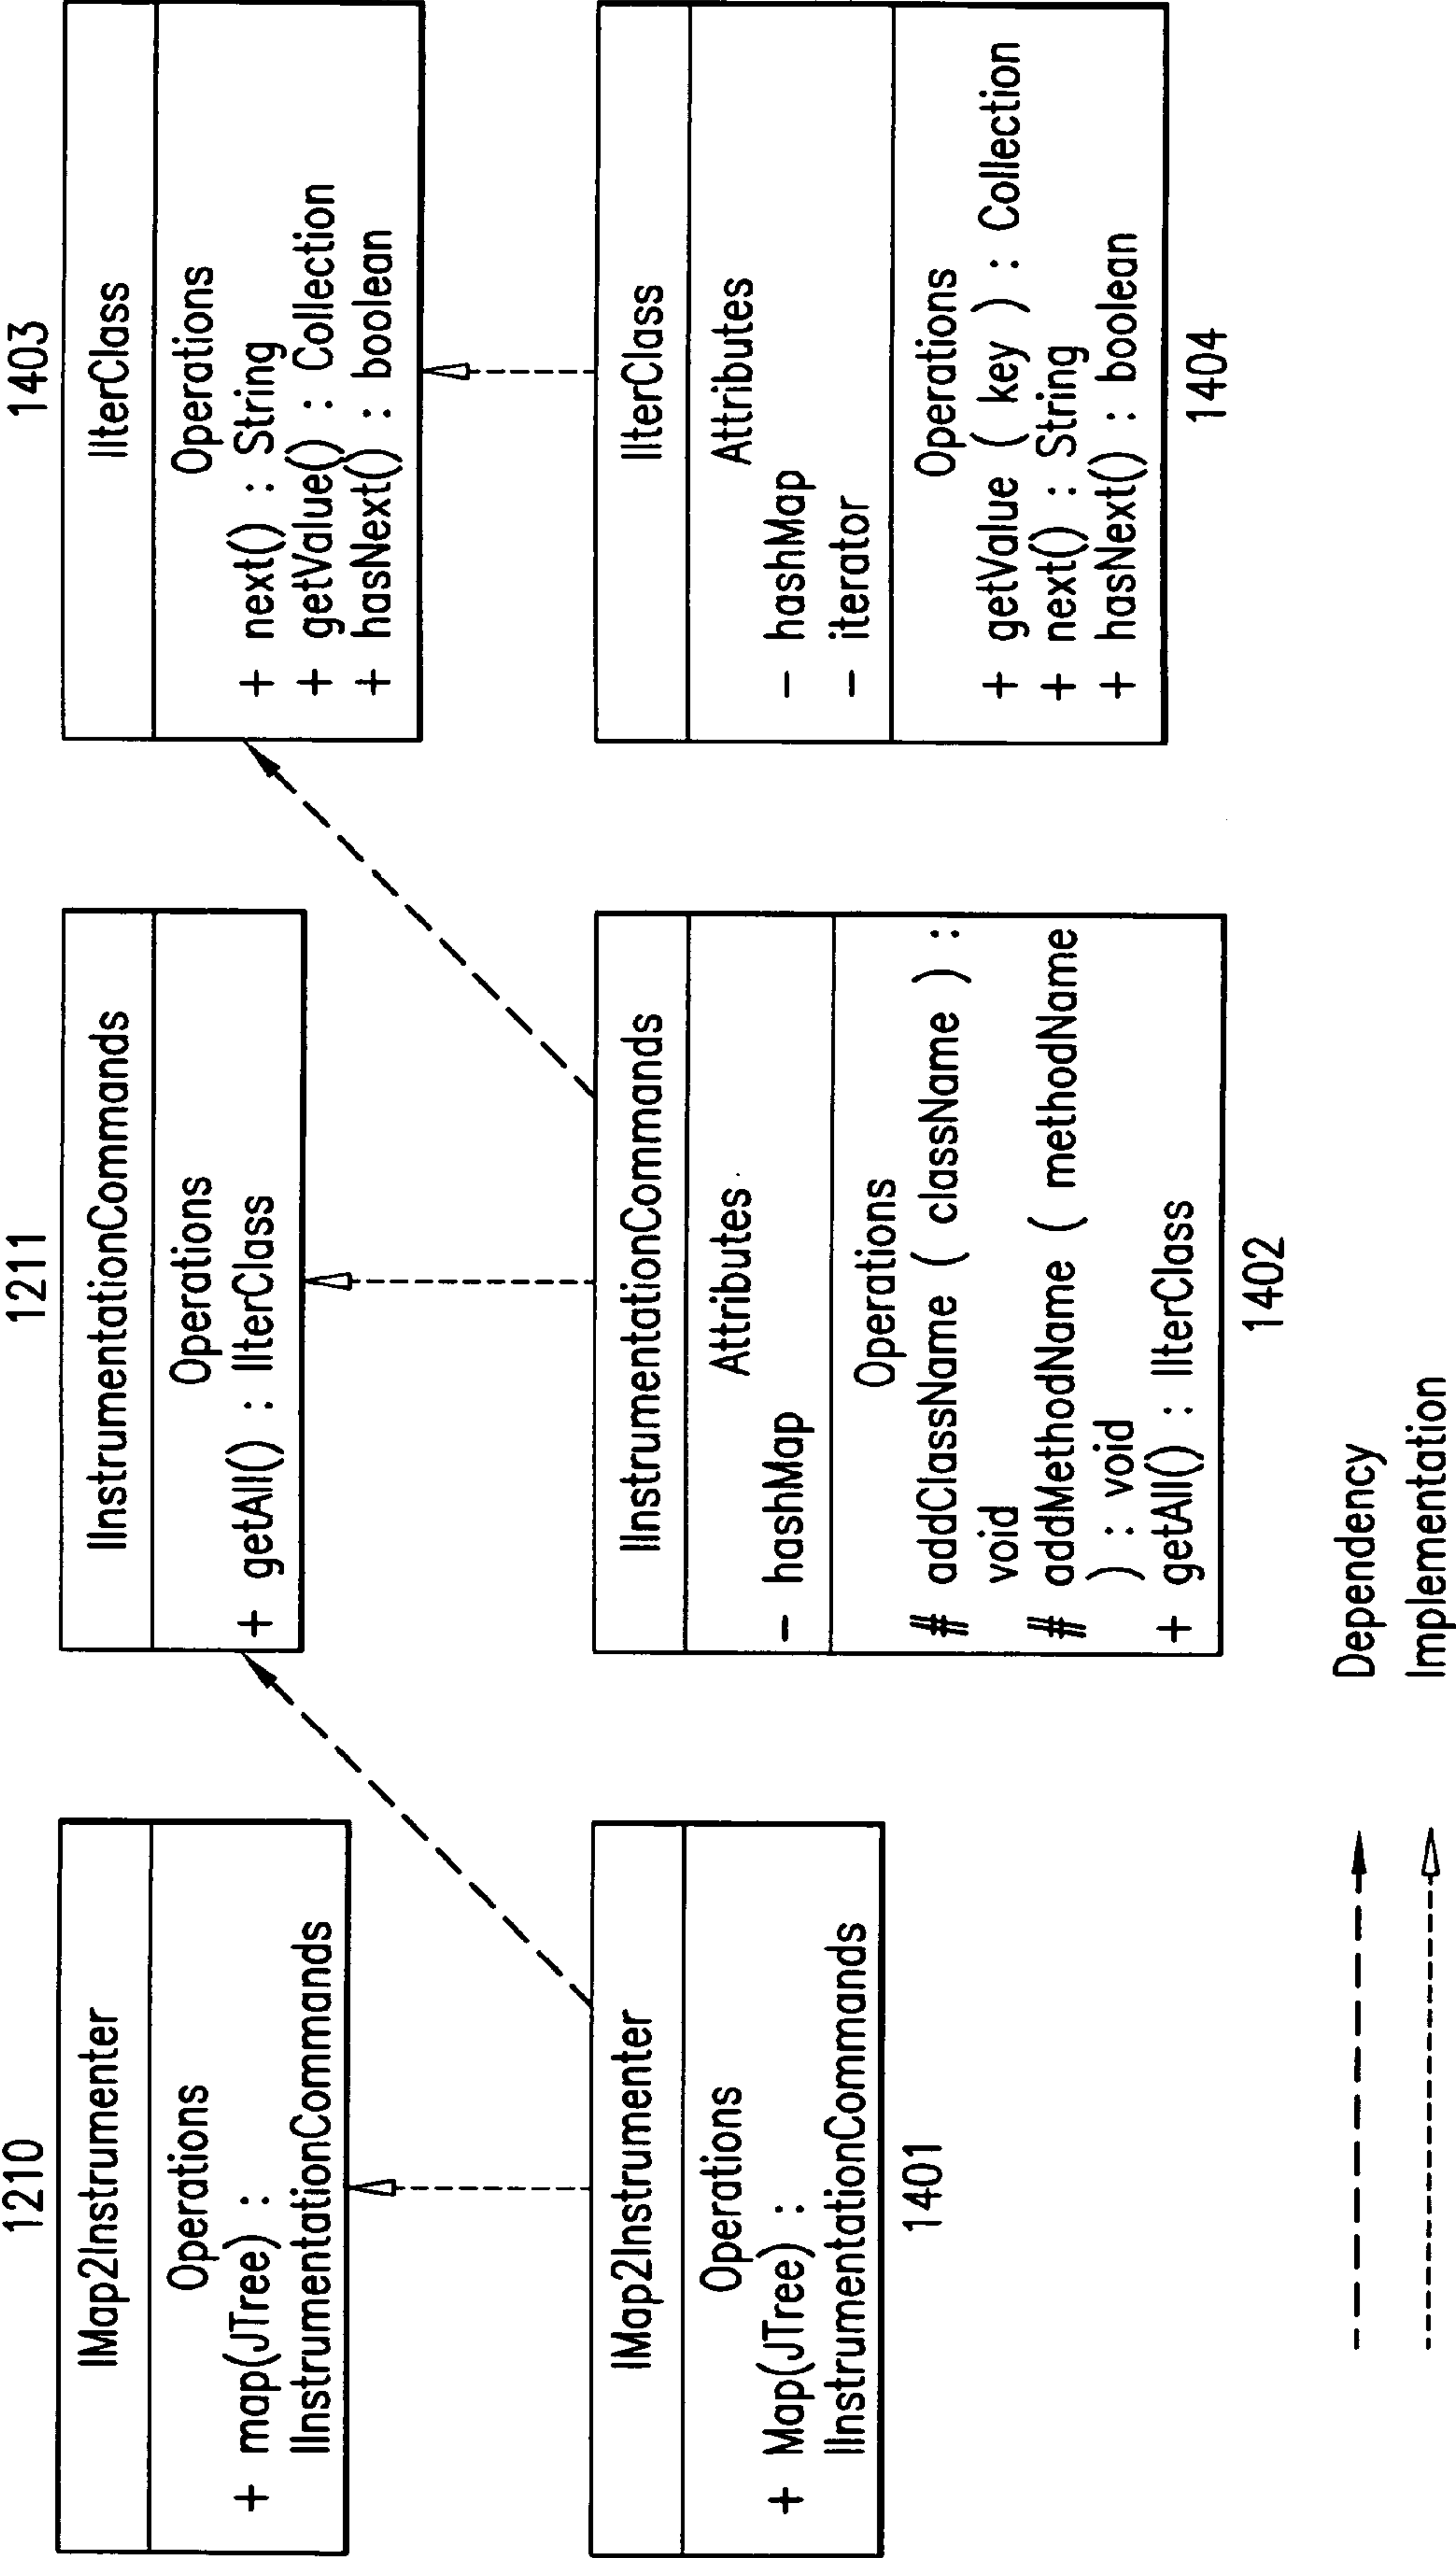 1210
IMap2Instrumenter
Operations
+ map(JTree) :
IInstrumentationCommands
1211
IInstrumentationCommands
Operations
+ getAll() : IIterClass
1403
IIterClass
Operations
+ next() : String
+ getValue() : Collection
+ hasNext() : boolean
IMap2Instrumenter
Operations
+ Map(JTree) :
IInstrumentationCommands
1401
IInstrumentationCommands
Attributes
- hashMap
Operations
# addClassName ( className ) :
void
# addMethodName ( methodName
) : void
+ getAll() : IIterClass
1402
IIterClass
Attributes
- hashMap
- iterator
Operations
+ getValue ( key ) : Collection
+ next() : String
+ hasNext() : boolean
1404
Dependency
Implementation